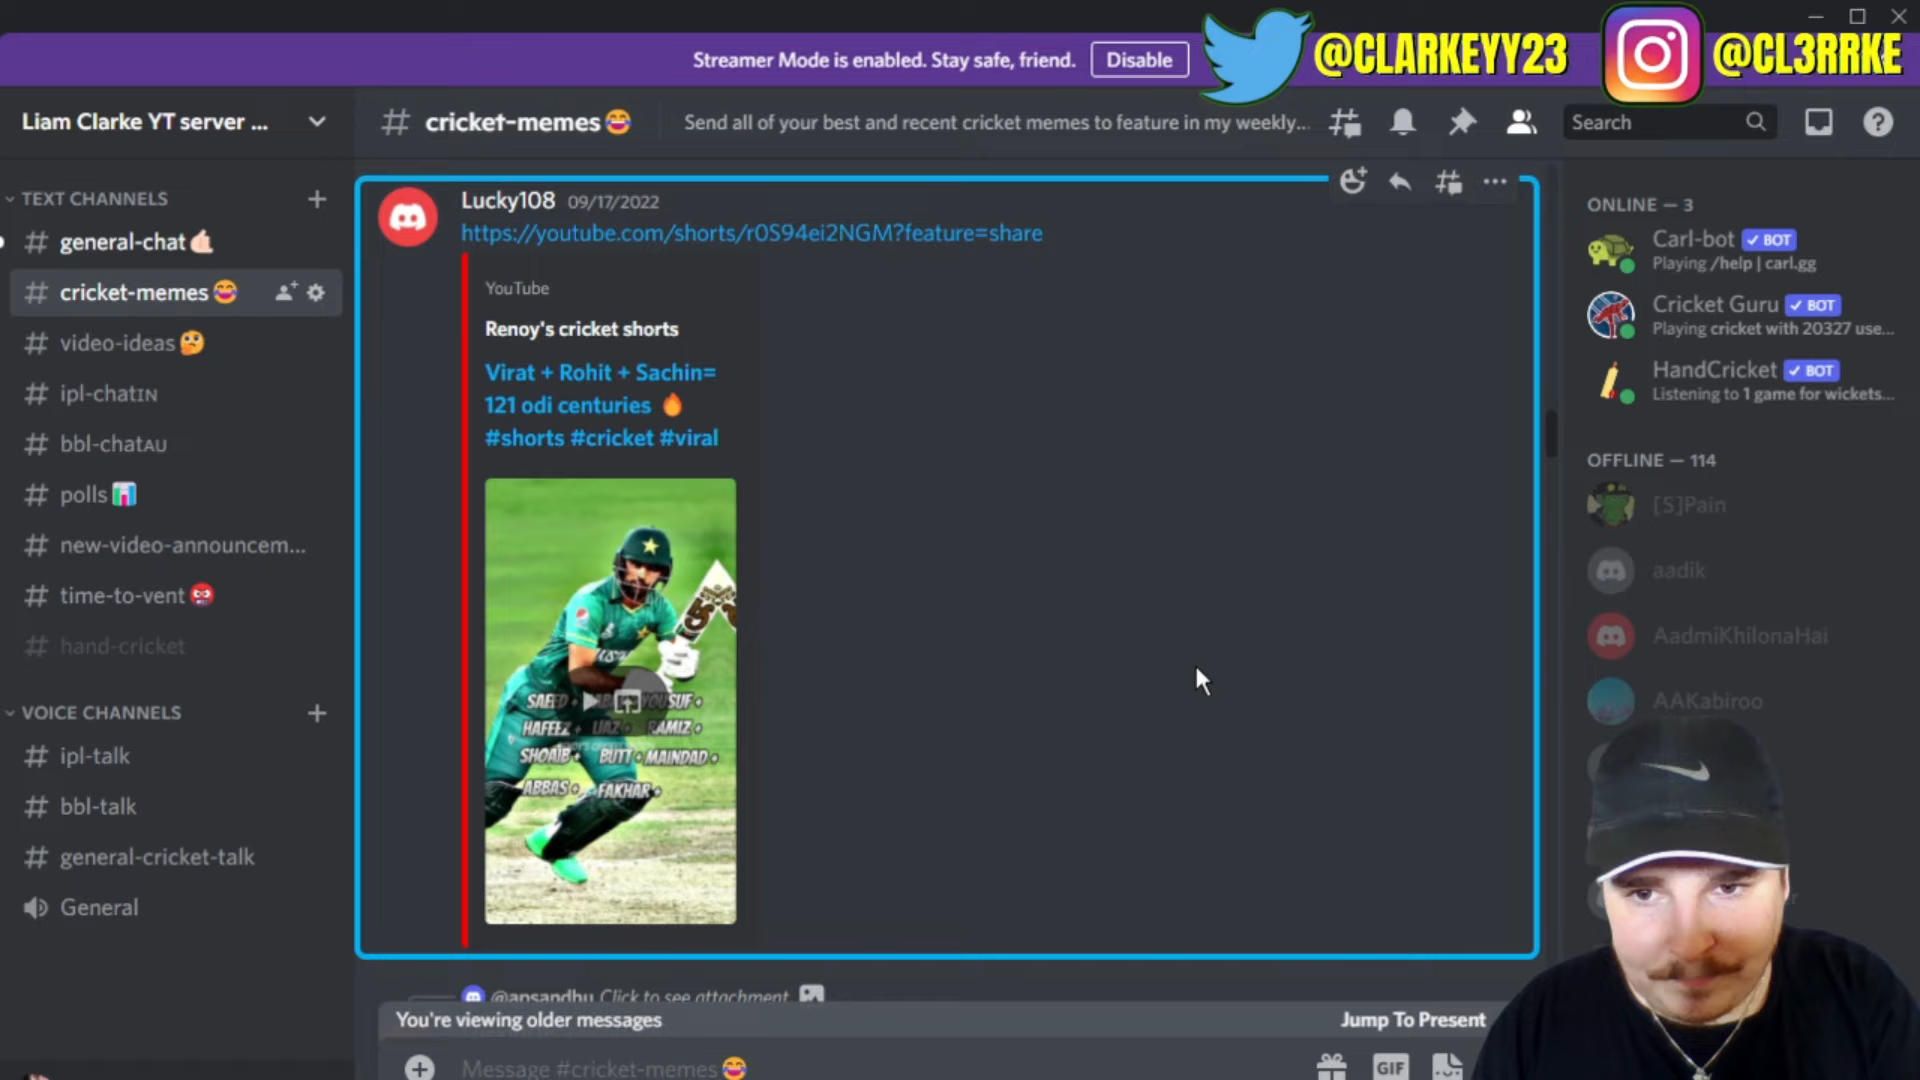 @CLARKEYY23
@CL3RRKE
Streamer Mode is enabled. Stay safe, friend.
Disable
Liam Clarke YT server ...
# cricket-memes😂
Send all of your best and recent cricket memes to feature in my weekly...
Search
TEXT CHANNELS
# general-chat🤙🏻
# cricket-memes😂
# video-ideas🤔
# ipl-chatIN
# bbl-chatAU
# polls📊
# new-video-announcem...
# time-to-vent👹
# hand-cricket
VOICE CHANNELS
# ipl-talk
# bbl-talk
# general-cricket-talk
General
Lucky108 09/17/2022
https://youtube.com/shorts/r0S94ei2NGM?feature=share
YouTube
Renoy's cricket shorts
Virat + Rohit + Sachin=
121 odi centuries 🔥
#shorts #cricket #viral
YOUSUF+
HAFEEZ+ RAMIZ+
SHOAIB+ BUTT+ MAINDAD+
ABBAS+ FAKHAR+
@apsandhu Click to see attachment
You're viewing older messages
Jump To Present
Message #cricket-memes😂
GIF
ONLINE — 3
Carl-bot ✓ BOT
Playing /help | carl.gg
Cricket Guru ✓ BOT
Playing cricket with 20327 use...
HandCricket ✓ BOT
Listening to 1 game for wickets...
OFFLINE — 114
[S]Pain
aadik
AadmiKhilonaHai
AAKabiroo